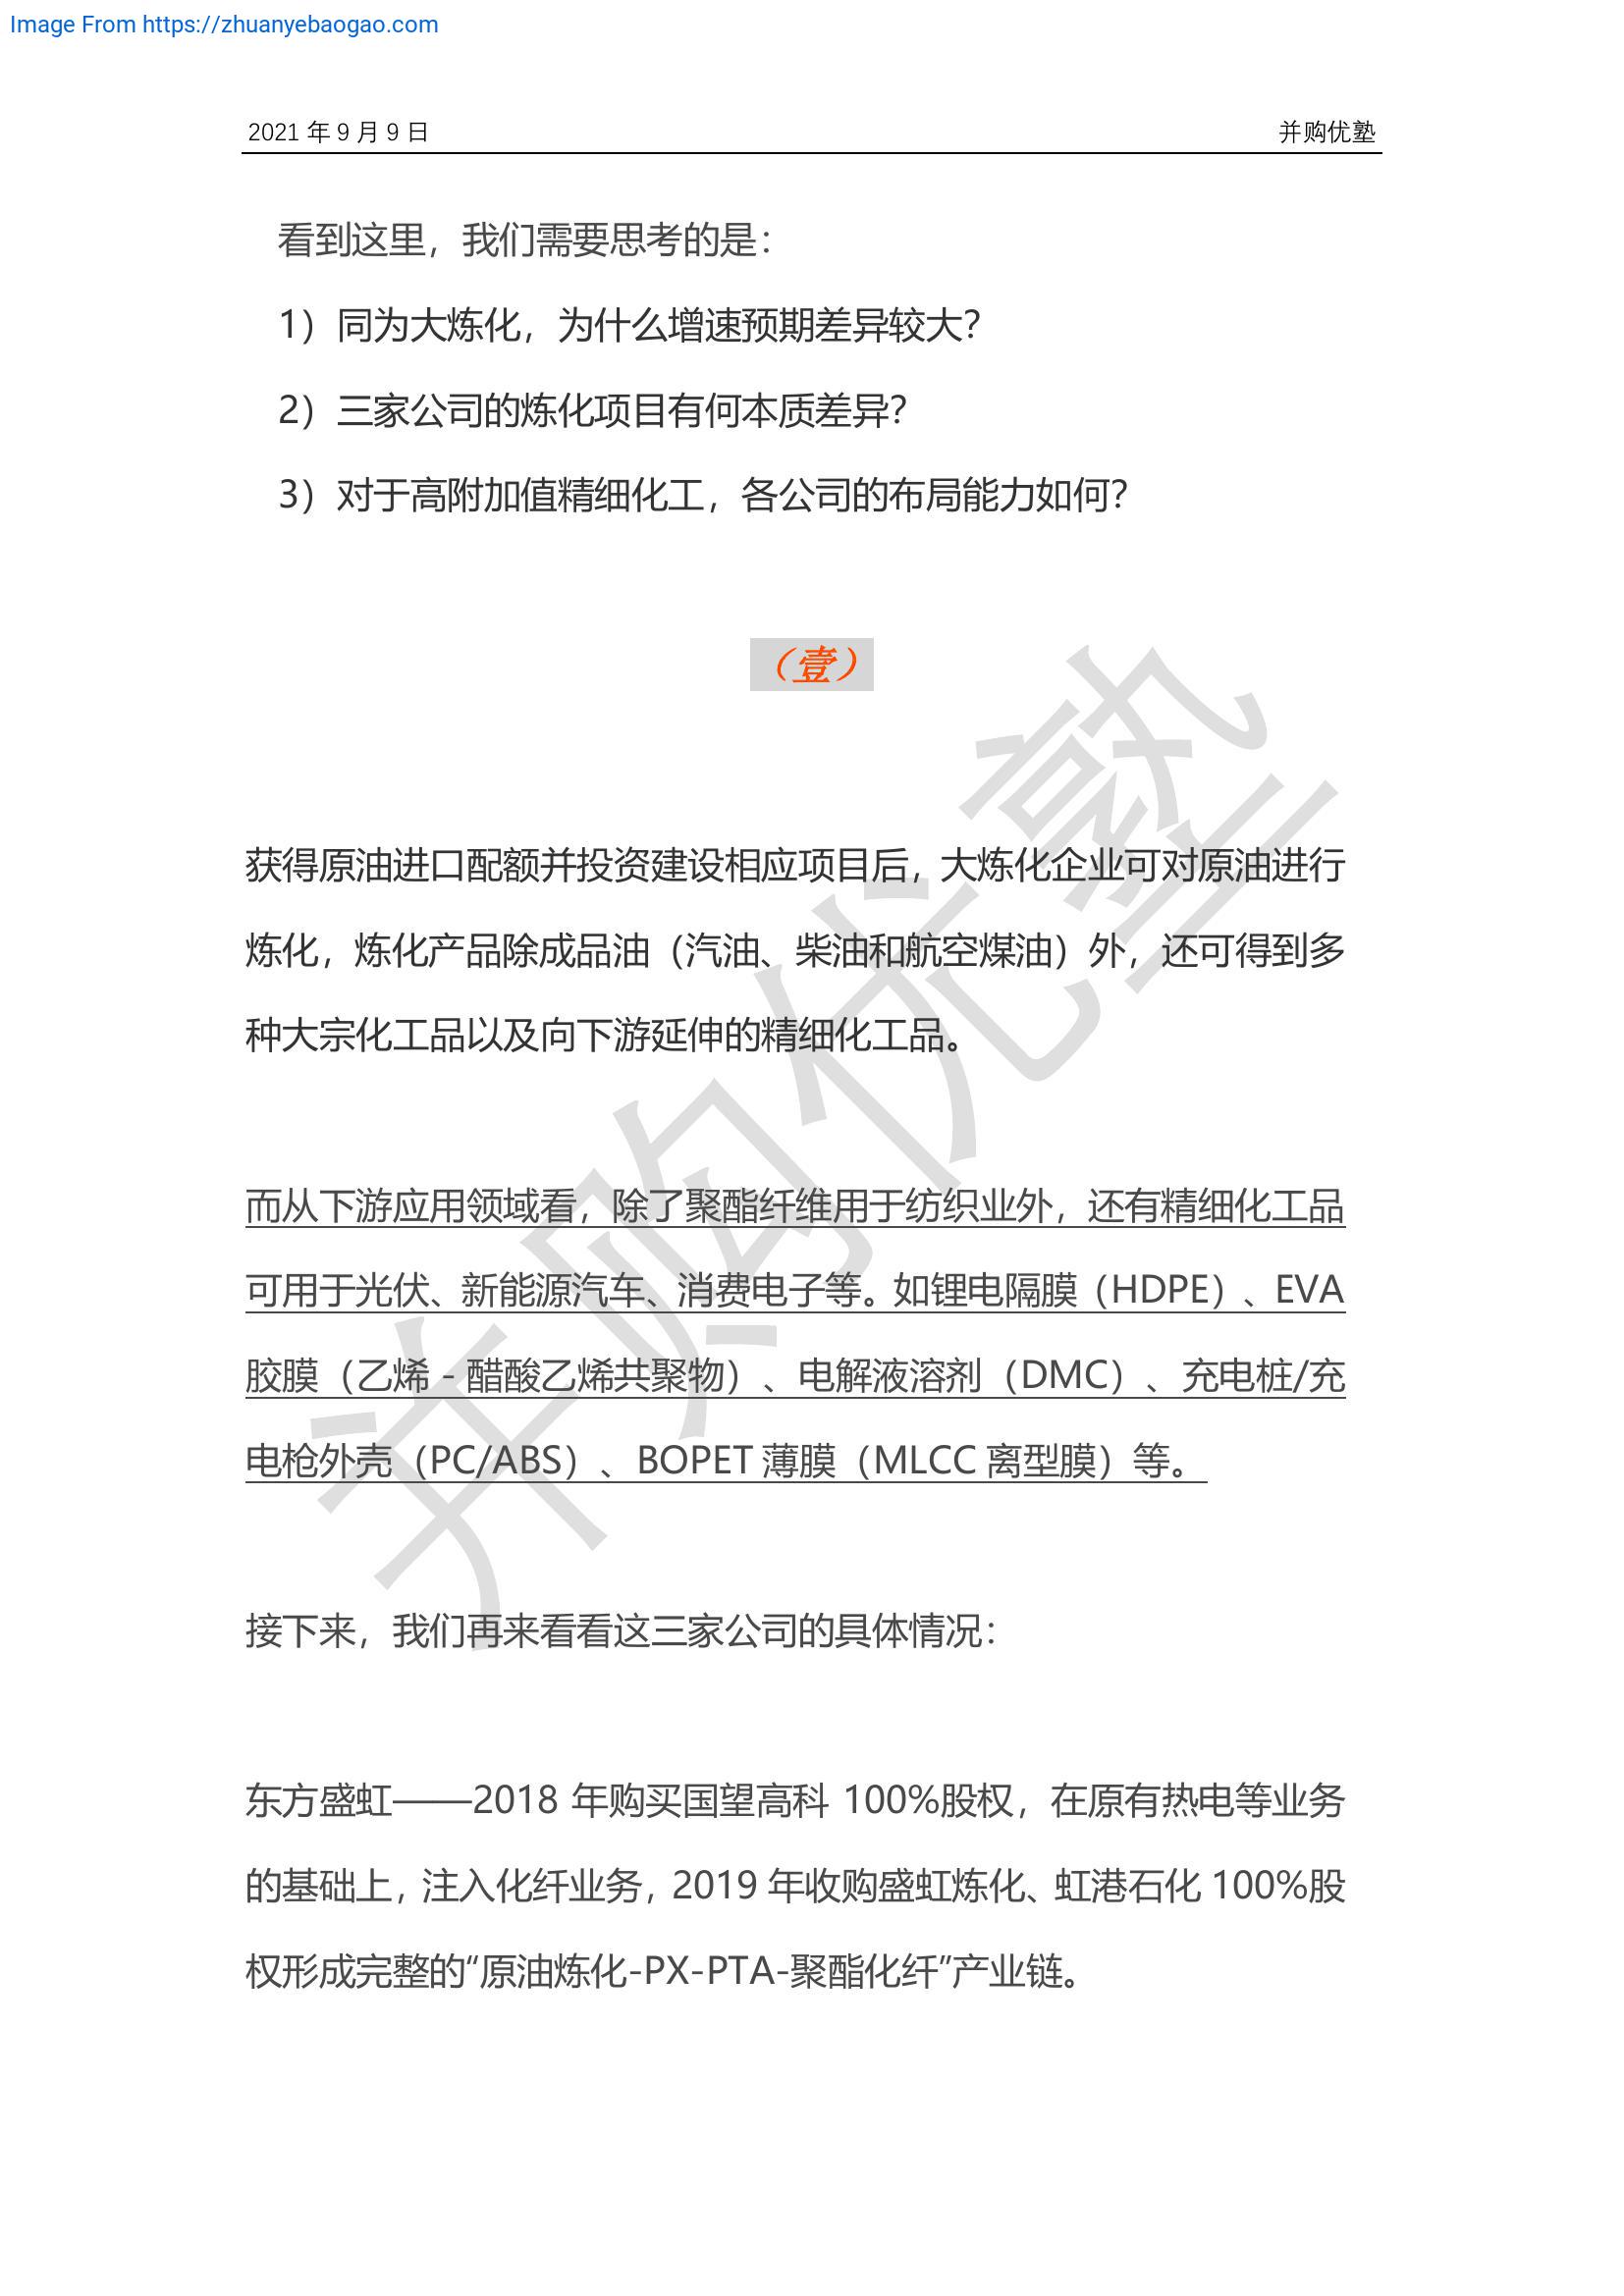 Image From https://zhuanyebaogao.com
2021 年 9 月 9 日 并购优塾
看到这里，我们需要思考的是：
1）同为大炼化，为什么增速预期差异较大？
2）三家公司的炼化项目有何本质差异？
3）对于高附加值精细化工，各公司的布局能力如何？
（壹）
获得原油进口配额并投资建设相应项目后，大炼化企业可对原油进行
炼化，炼化产品除成品油（汽油、柴油和航空煤油）外，还可得到多
种大宗化工品以及向下游延伸的精细化工品。
而从下游应用领域看，除了聚酯纤维用于纺织业外，还有精细化工品
可用于光伏、新能源汽车、消费电子等。如锂电隔膜（HDPE）、EVA
胶膜（乙烯 - 醋酸乙烯共聚物）、电解液溶剂（DMC）、充电桩/充
电枪外壳（PC/ABS）、BOPET 薄膜（MLCC 离型膜）等。
接下来，我们再来看看这三家公司的具体情况：
东方盛虹——2018 年购买国望高科 100%股权，在原有热电等业务
的基础上，注入化纤业务，2019 年收购盛虹炼化、虹港石化 100%股
权形成完整的“原油炼化-PX-PTA-聚酯化纤”产业链。
并购优塾